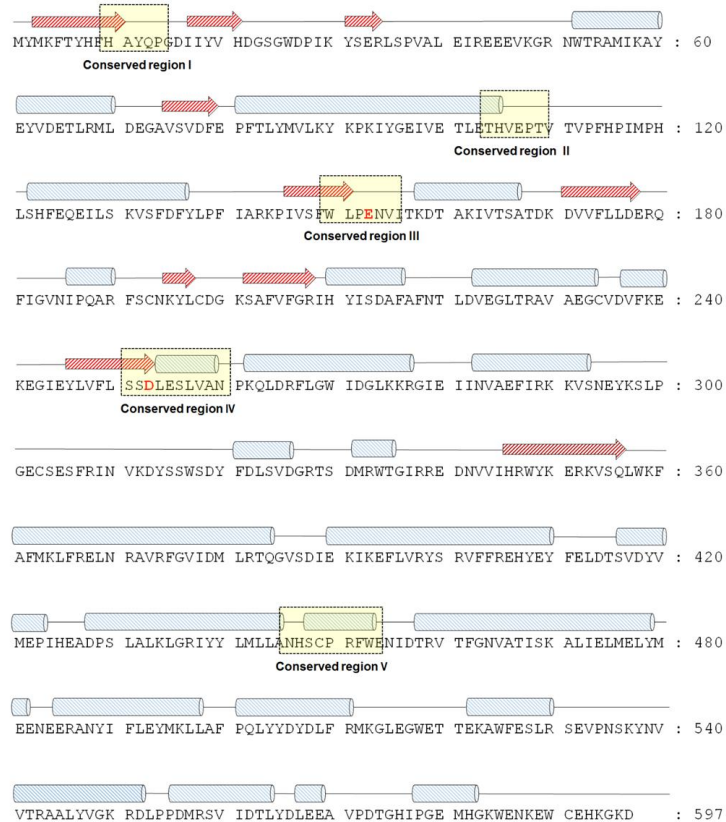 MYMKFTYHFH AYQPGDIIYV HDGSGWDPIK YSERLSPVAL EIREEEVKGR NWTRAMIKAY : 60
Conserved region I
EYVDETLRML DEGAVSVDFE PFTLYMVLKY KPKIYGEIVE TLETHVEPTV TVPFHPIMPH : 120
Conserved region II
LSHFEQEILS KVSFDFYLPF IARKPIVSFW LPENVITKDT AKIVTSATDK DVVFLLDERQ : 180
Conserved region III
FIGVNIPQAR FSCNKYLCDG KSAFVFGRIH YISDAFAFNT LDVEGLTRAV AEGCVDVFKE : 240
KEGIEYLVFL SSDLESLVAN PKQLDRFLGW IDGLKKRGIE IINVAEFIRK KVSNEYKSLP : 300
Conserved region IV
GECSESFRIN VKDYSSWSDY FDLSVDGRTS DMRWTGIRRE DNVVIHRWYK ERKVSQLWKF : 360
AFMKLFRELN RAVRFGVIDM LRTQGVSDIE KIKEFLVRYS RVFFREHYEY FELDTSVDYV : 420
MEPIHEADPS LALKLGRIYY LMLLANHSCP RFWENIDTRV TFGNVATISK ALIELMELYM : 480
Conserved region V
EENEERANYI FLEYMKLLAF PQLYYDYDLF RMKGLEGWET TEKAWFESLR SEVPNSKYNV : 540
VTRAALYVGK RDLPPDMRSV IDTLYDLEEA VPDTGHIPGE MHGKWENKEW CEHKGKD : 597